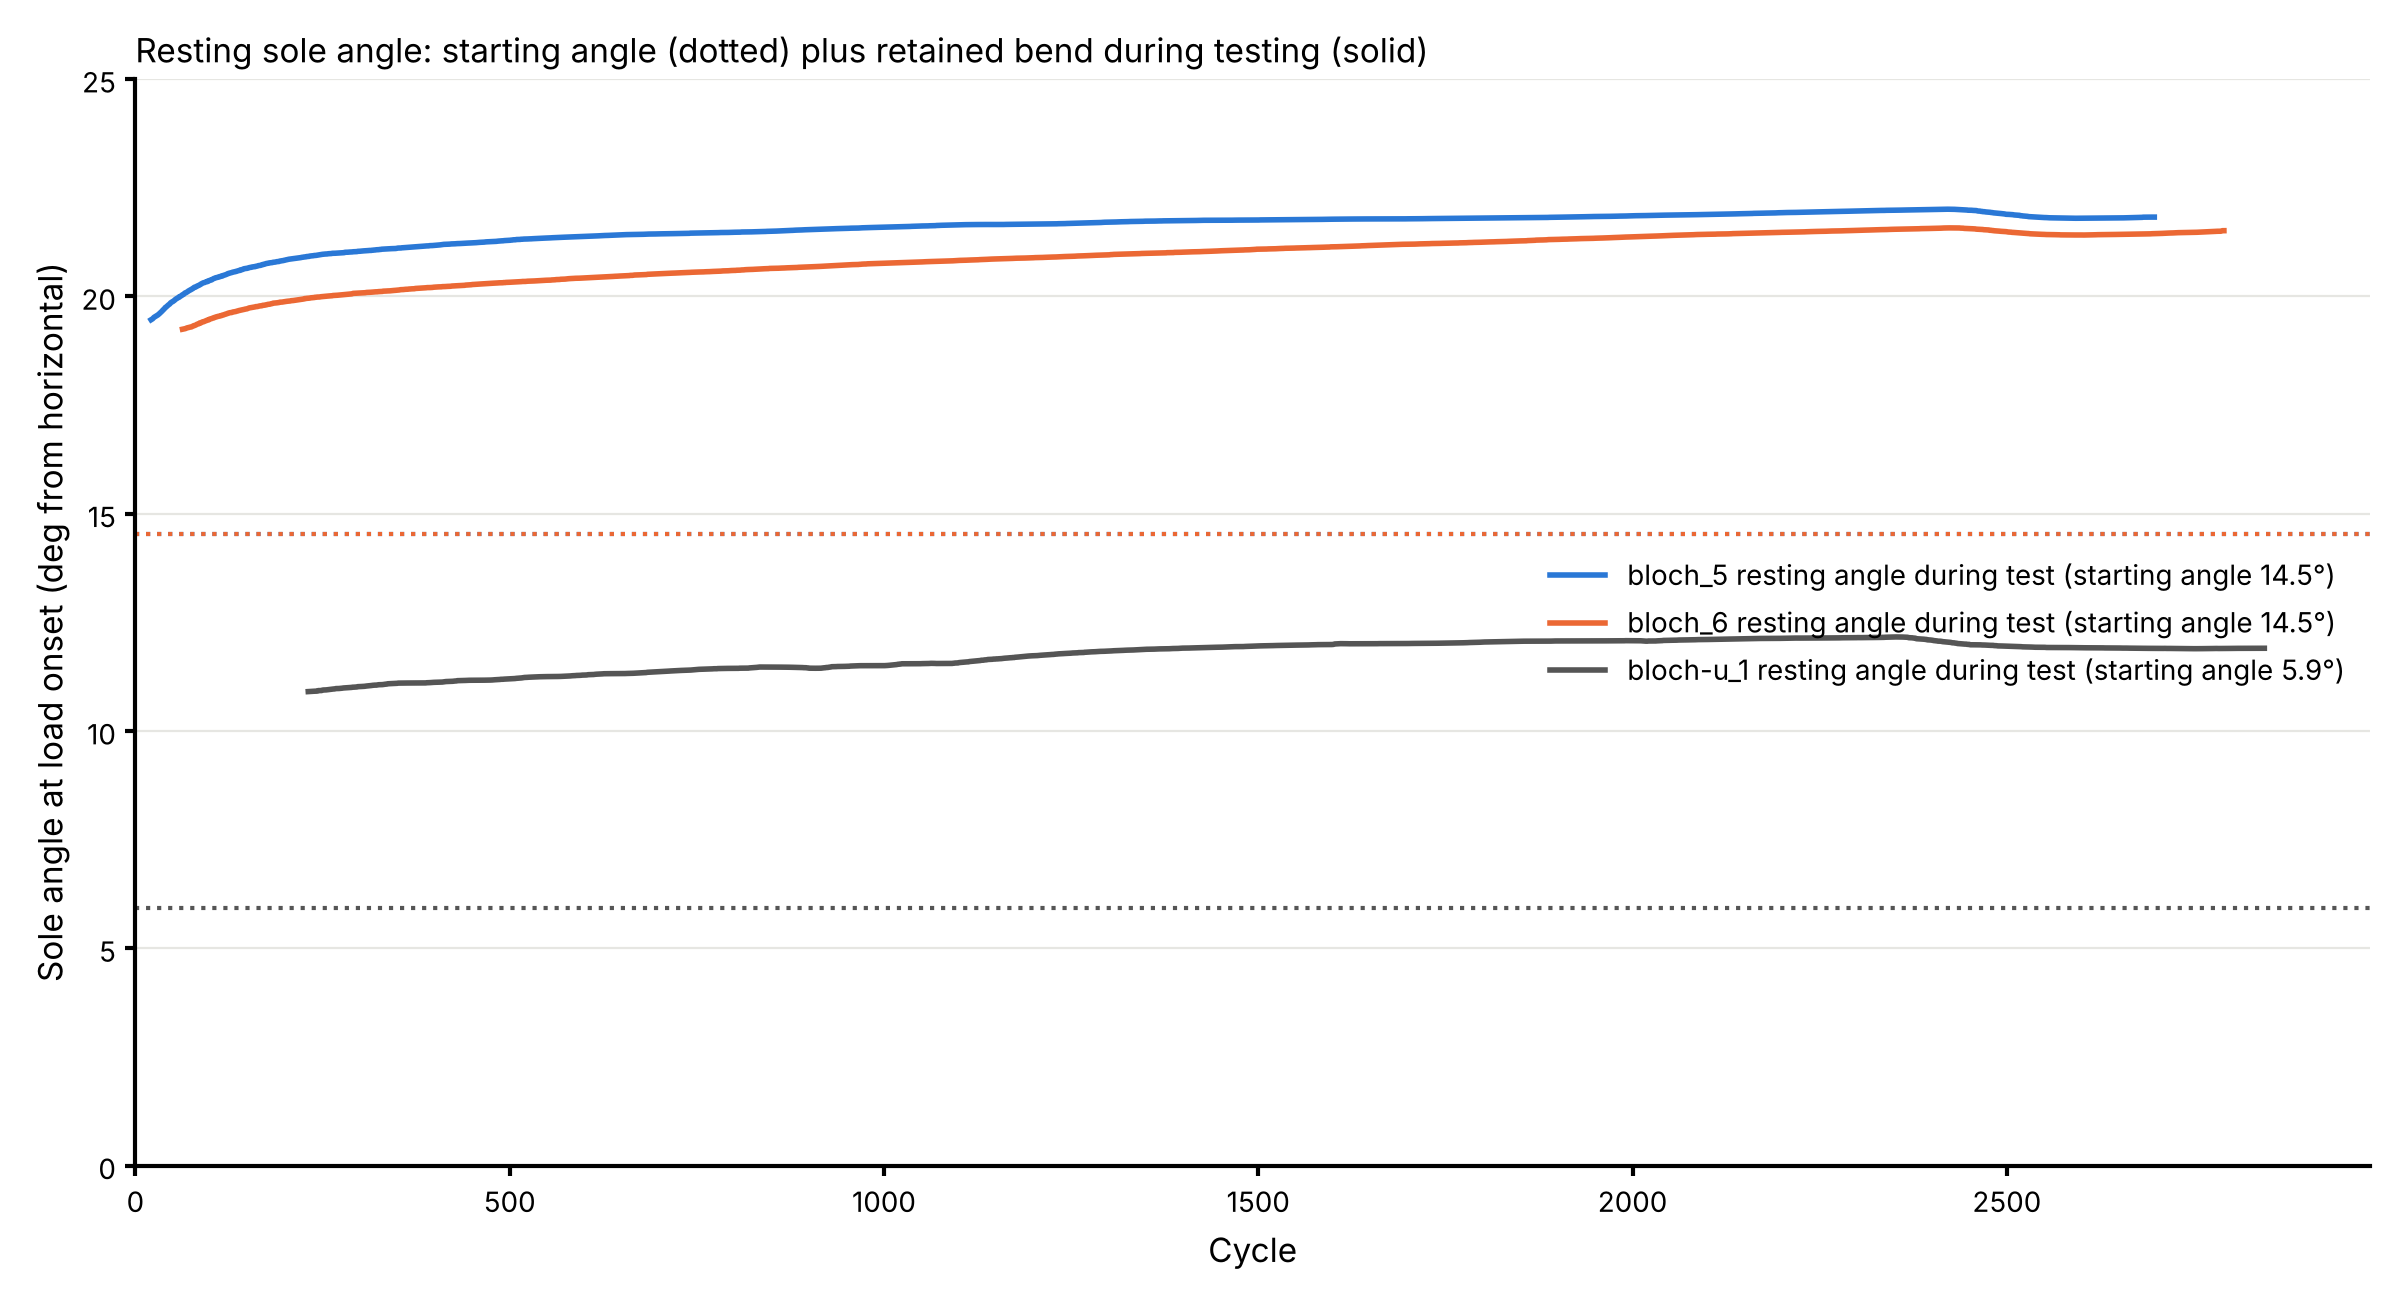 Resting sole angle: starting angle (dotted) plus retained bend during testing (solid)
Sole angle at load onset (deg from horizontal)
25
20
15
10
5
0
bloch_5 resting angle during test (starting angle 14.5°)
bloch_6 resting angle during test (starting angle 14.5°)
bloch-u_1 resting angle during test (starting angle 5.9°)
0 500 1000 1500 2000 2500
Cycle